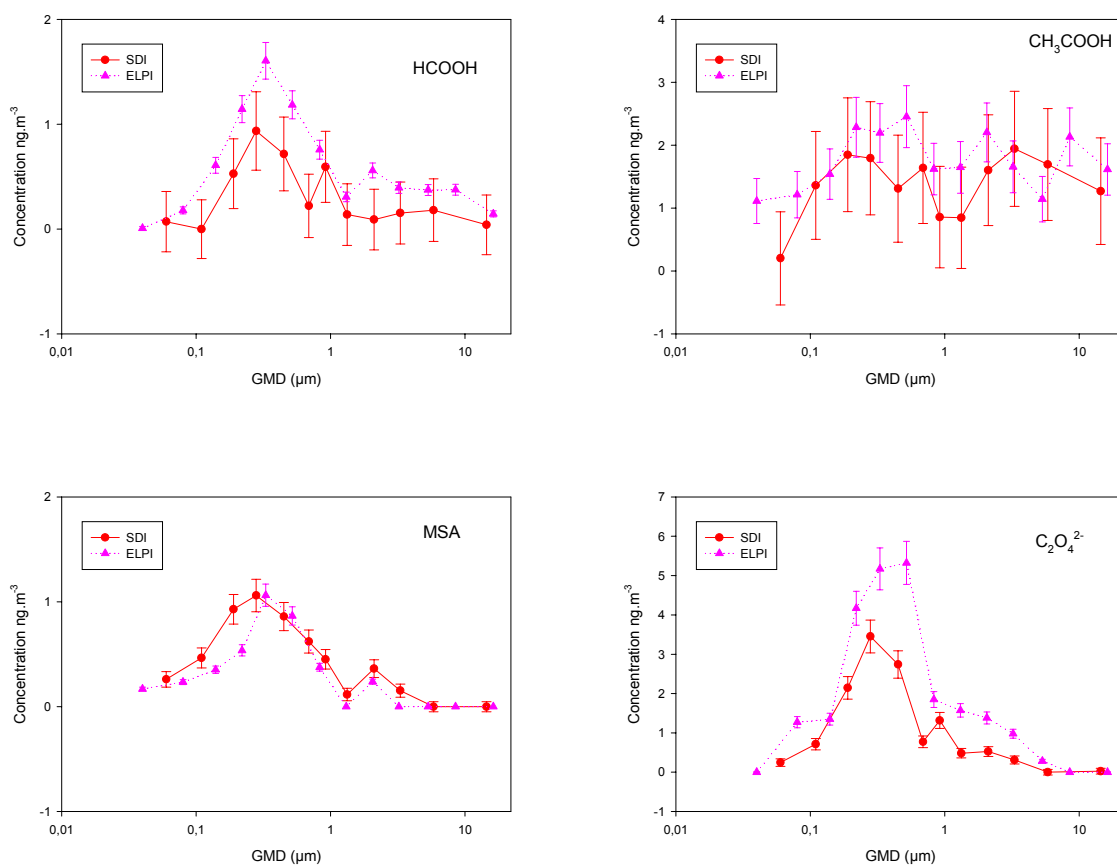 2
1
0
-1
Concentration ng.m⁻³
SDI
ELPI
HCOOH
0,01
0,1
1
10
GMD (µm)
4
3
2
1
0
-1
Concentration ng.m⁻³
SDI
ELPI
CH₃COOH
0,01
0,1
1
10
GMD (µm)
2
1
0
-1
Concentration ng.m⁻³
SDI
ELPI
MSA
0,01
0,1
1
10
GMD (µm)
7
6
5
4
3
2
1
0
-1
Concentration ng.m⁻³
SDI
ELPI
C₂O₄²⁻
0,01
0,1
1
10
GMD (µm)